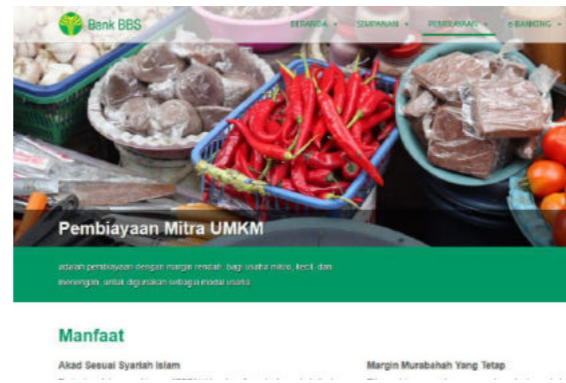 Bank BBS
BERANDA SIMPANAN PEMBIAYAAN e-BANKING
Pembiayaan Mitra UMKM
adalah pembiayaan dengan margin rendah, bagi usaha mikro, kecil, dan
menengah, untuk digunakan sebagai modal usaha.
Manfaat
Akad Sesuai Syariah Islam
Margin Murabahah Yang Tetap